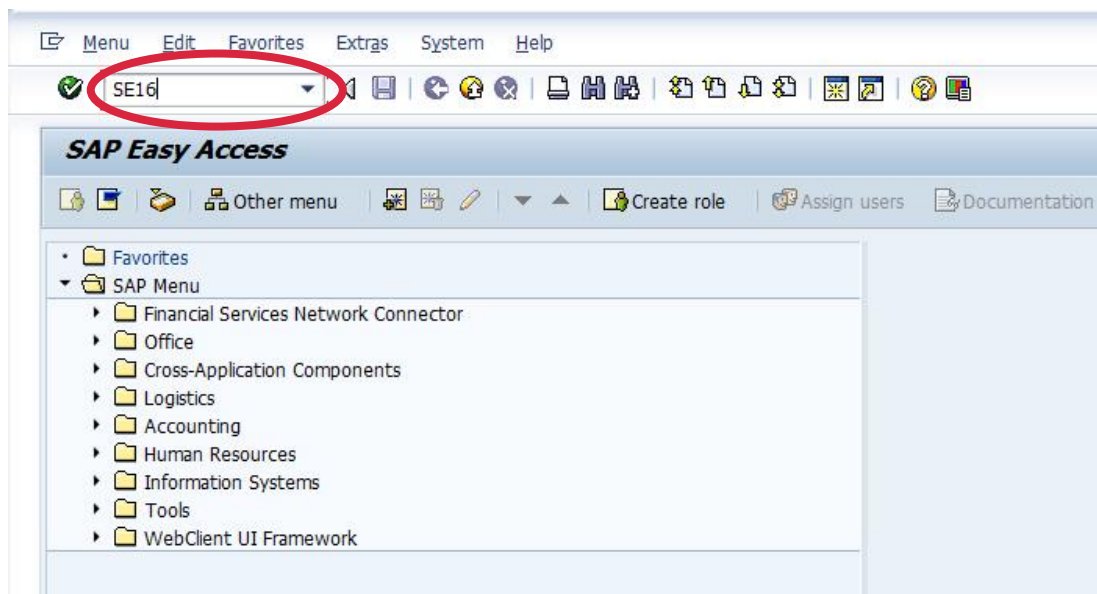 Menu Edit Favorites Extras System Help
SE16
SAP Easy Access
Other menu Create role Assign users Documentation
Favorites
SAP Menu
Financial Services Network Connector
Office
Cross-Application Components
Logistics
Accounting
Human Resources
Information Systems
Tools
WebClient UI Framework